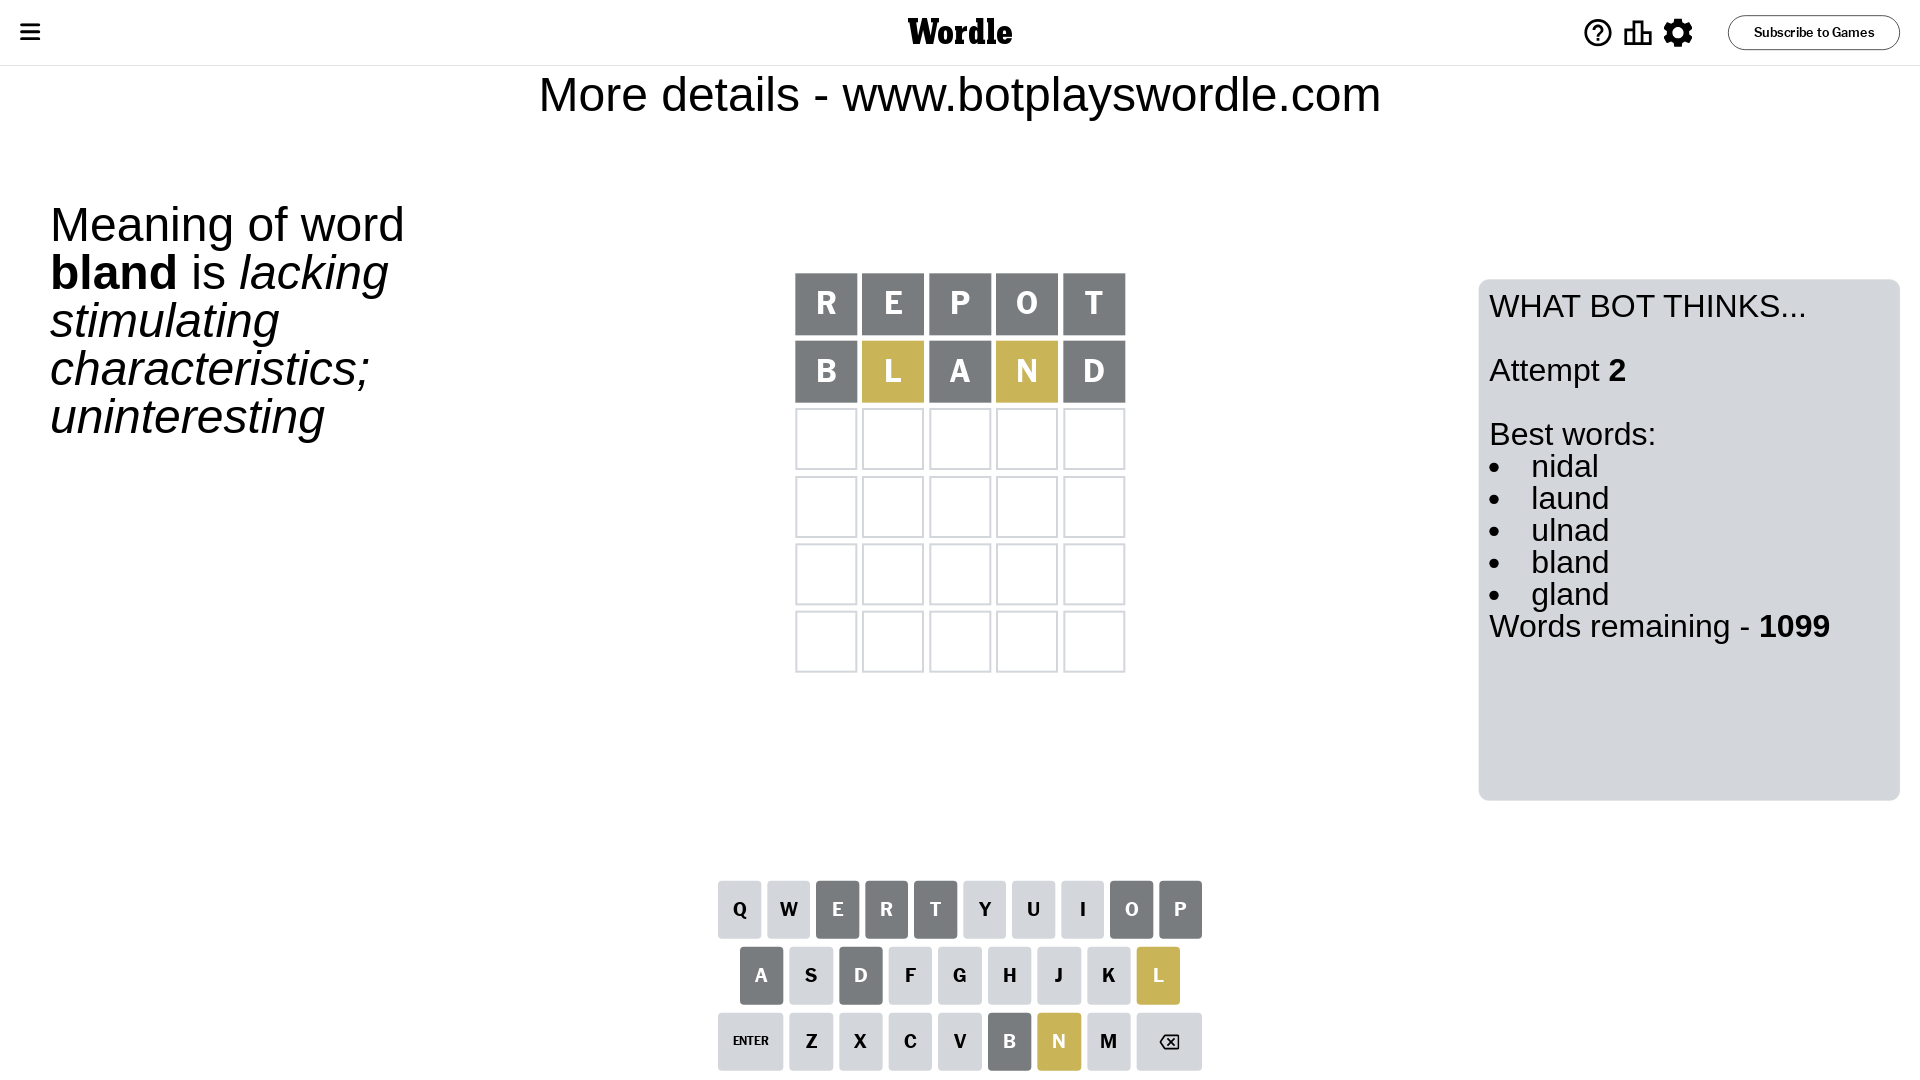 Wordle
Subscribe to Games
More details - www.botplayswordle.com
Meaning of word
bland is lacking
stimulating
characteristics;
uninteresting
R E P O T
B L A N D
WHAT BOT THINKS...
Attempt 2
Best words:
• nidal
• laund
• ulnad
• bland
• gland
Words remaining - 1099
Q W E R T Y U I O P
A S D F G H J K L
ENTER Z X C V B N M